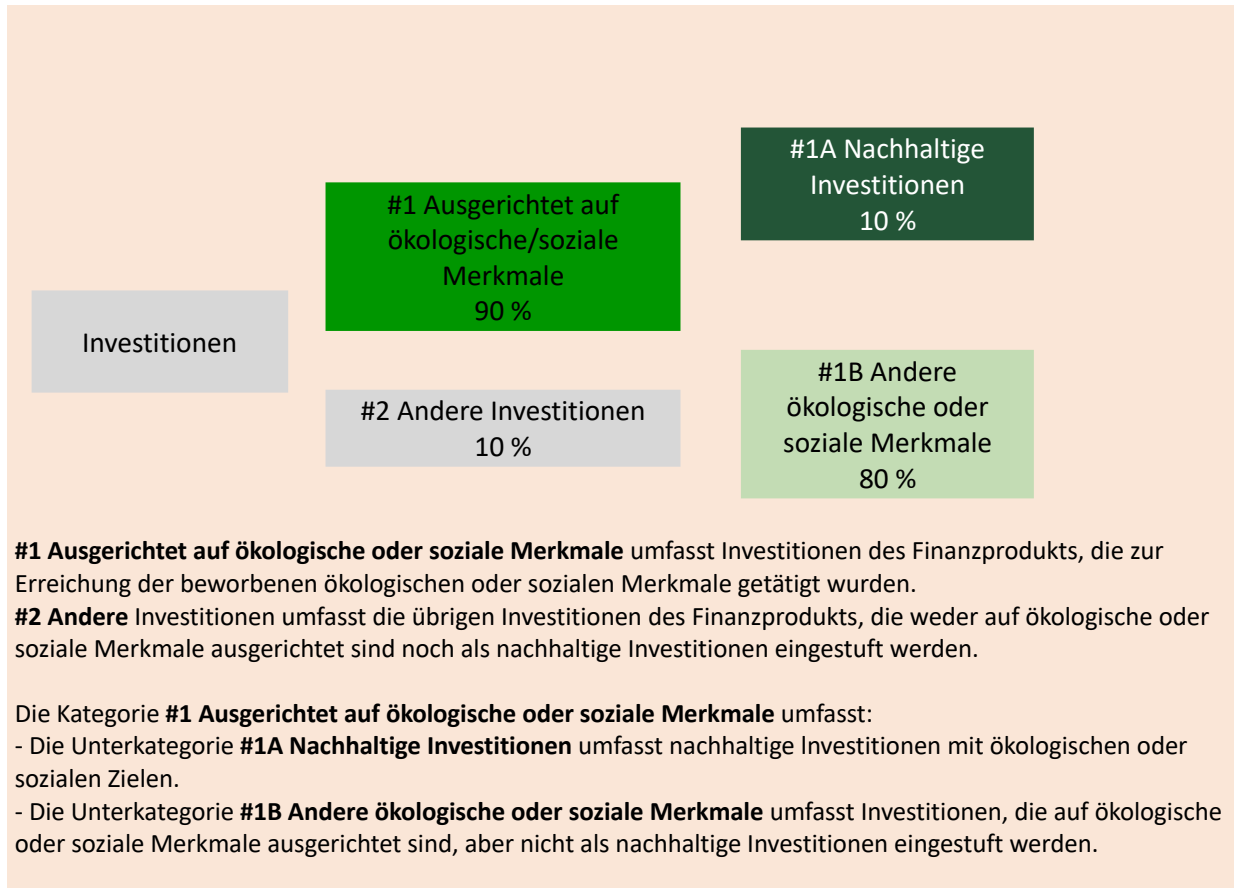 #1A Nachhaltige
Investitionen
10 %
#1 Ausgerichtet auf
ökologische/soziale
Merkmale
90 %
Investitionen
#2 Andere Investitionen
10 %
#1B Andere
ökologische oder
soziale Merkmale
80 %
#1 Ausgerichtet auf ökologische oder soziale Merkmale umfasst Investitionen des Finanzprodukts, die zur
Erreichung der beworbenen ökologischen oder sozialen Merkmale getätigt wurden.
#2 Andere Investitionen umfasst die übrigen Investitionen des Finanzprodukts, die weder auf ökologische oder
soziale Merkmale ausgerichtet sind noch als nachhaltige Investitionen eingestuft werden.
Die Kategorie #1 Ausgerichtet auf ökologische oder soziale Merkmale umfasst:
- Die Unterkategorie #1A Nachhaltige Investitionen umfasst nachhaltige Investitionen mit ökologischen oder
sozialen Zielen.
- Die Unterkategorie #1B Andere ökologische oder soziale Merkmale umfasst Investitionen, die auf ökologische
oder soziale Merkmale ausgerichtet sind, aber nicht als nachhaltige Investitionen eingestuft werden.